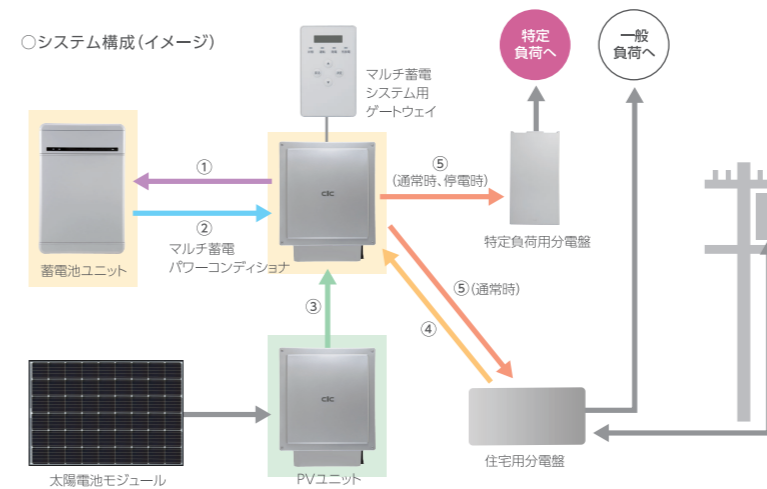 ○システム構成（イメージ）
マルチ蓄電
システム用
ゲートウェイ
特定
負荷へ
一般
負荷へ
①
⑤
（通常時、停電時）
②
マルチ蓄電
パワーコンディショナ
蓄電池ユニット
clc
特定負荷用分電盤
③
⑤（通常時）
④
clc
太陽電池モジュール
PVユニット
住宅用分電盤